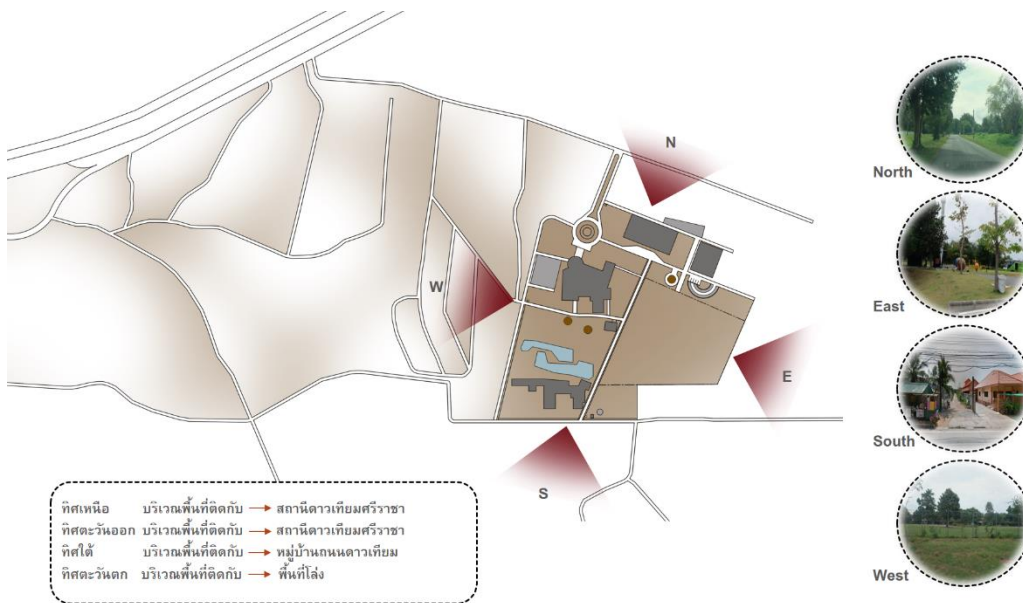 N
W
E
S
North
East
South
West
ทิศเหนือ บริเวณพื้นที่ติดกับ → สถานีดาวเทียมศรีราชา
ทิศตะวันออก บริเวณพื้นที่ติดกับ → สถานีดาวเทียมศรีราชา
ทิศใต้ บริเวณพื้นที่ติดกับ → หมู่บ้านถนนดาวเทียม
ทิศตะวันตก บริเวณพื้นที่ติดกับ → พื้นที่โล่ง